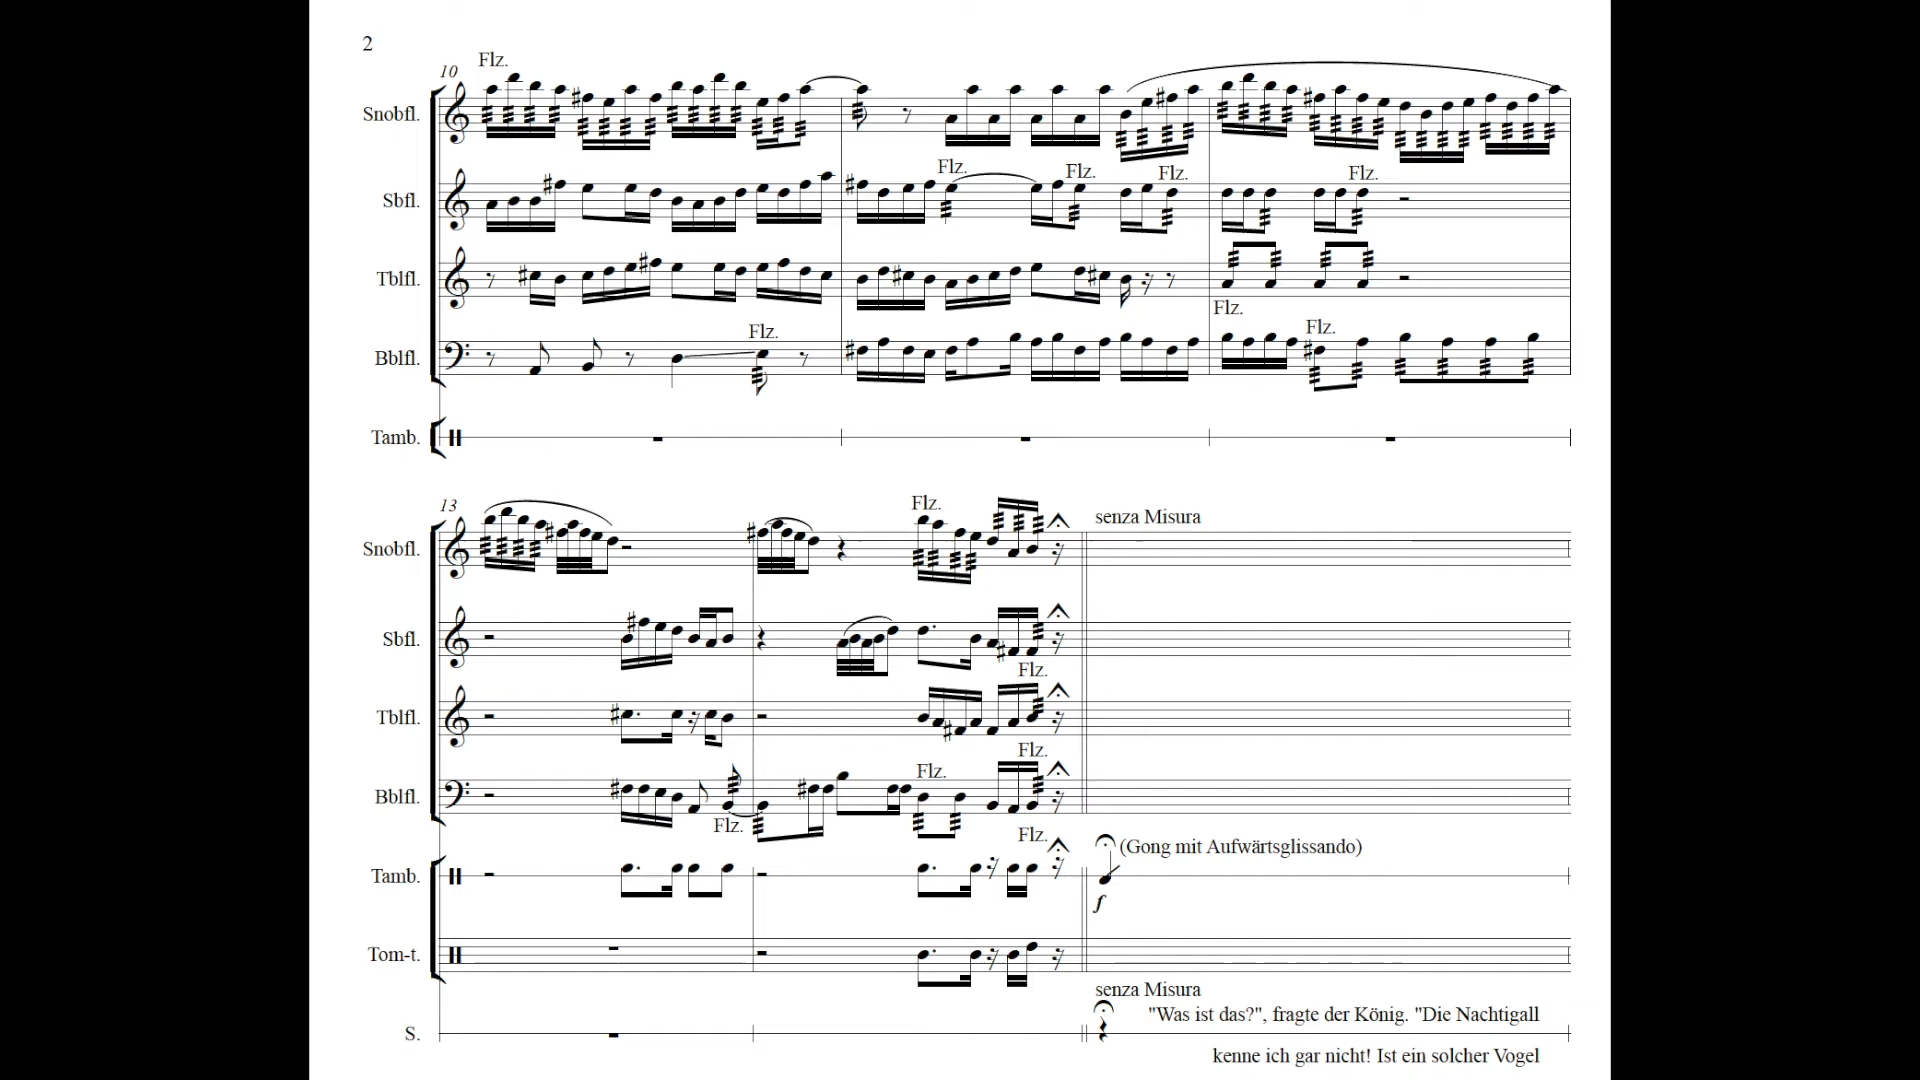 2
10
Flz.
Snobfl.
Flz.
Flz.
Flz.
Flz.
Sbfl.
Tblfl.
Flz.
Flz.
Flz.
Bblfl.
Tamb.
13
Flz.
senza Misura
Snobfl.
Sbfl.
Flz.
Tblfl.
Flz.
Flz.
Bblfl.
Flz.
Flz.
(Gong mit Aufwärtsglissando)
Tamb.
f
Tom-t.
senza Misura
"Was ist das?", fragte der König. "Die Nachtigall
S.
kenne ich gar nicht! Ist ein solcher Vogel